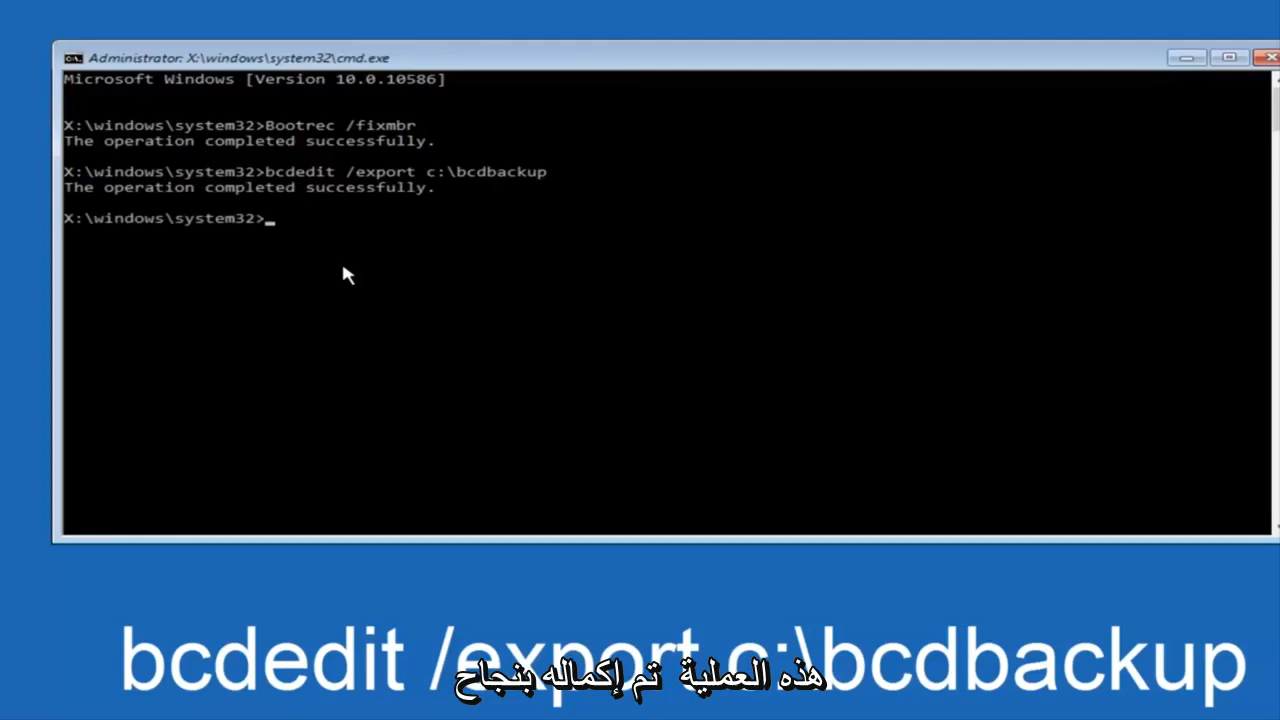 Administrator: X:\windows\system32\cmd.exe
Microsoft Windows [Version 10.0.10586]
X:\windows\system32>Bootrec /fixmbr
The operation completed successfully.
X:\windows\system32>bcdedit /export c:\bcdbackup
The operation completed successfully.
X:\windows\system32>_
bcdedit /export c:\bcdbackup
هذه العملية تم إكماله بنجاح